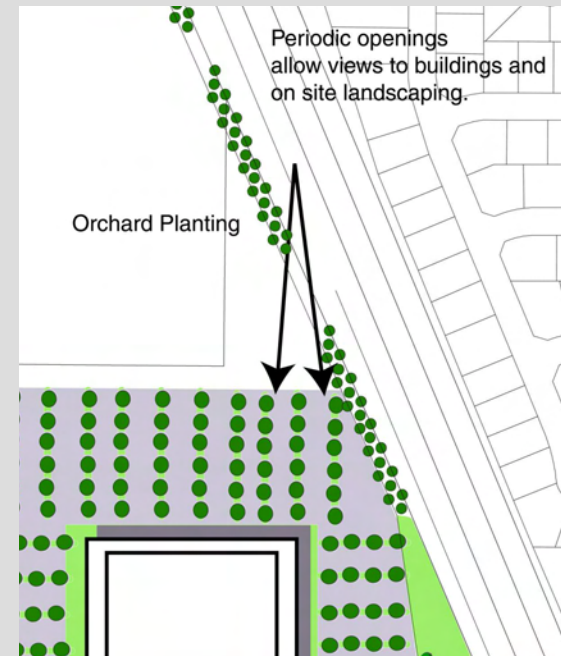 Periodic openings
allow views to buildings and
on site landscaping.
Orchard Planting